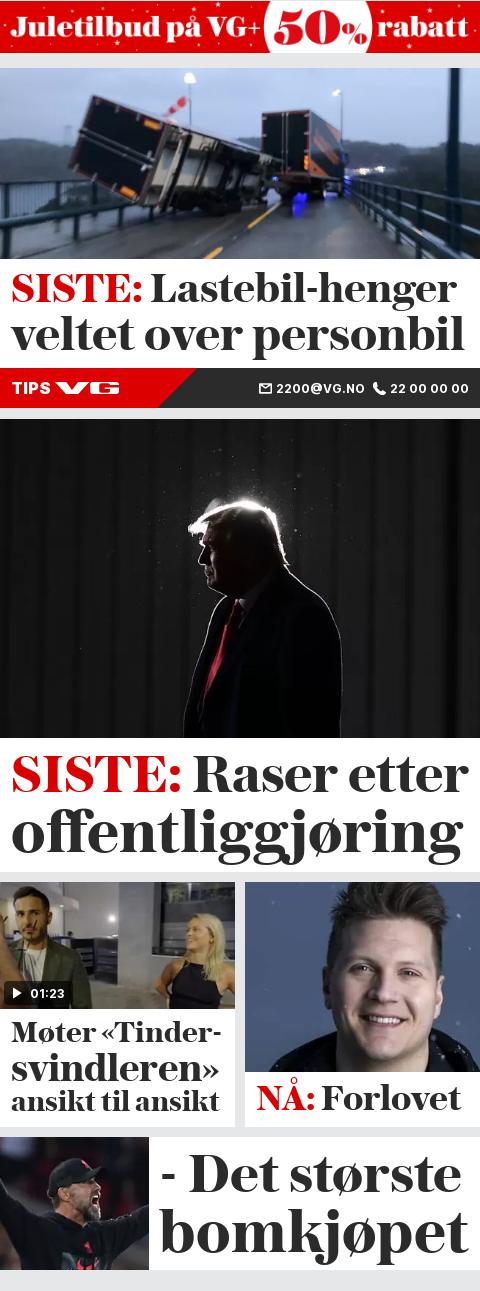 Juletilbud på VG+ 50% rabatt
SISTE: Lastebil-henger
veltet over personbil
TIPS VG 2200@VG.NO 22 00 00 00
SISTE: Raser etter
offentliggjøring
01:23
Møter «Tinder-
svindleren»
ansikt til ansikt
NÅ: Forlovet
- Det største
bomkjøpet